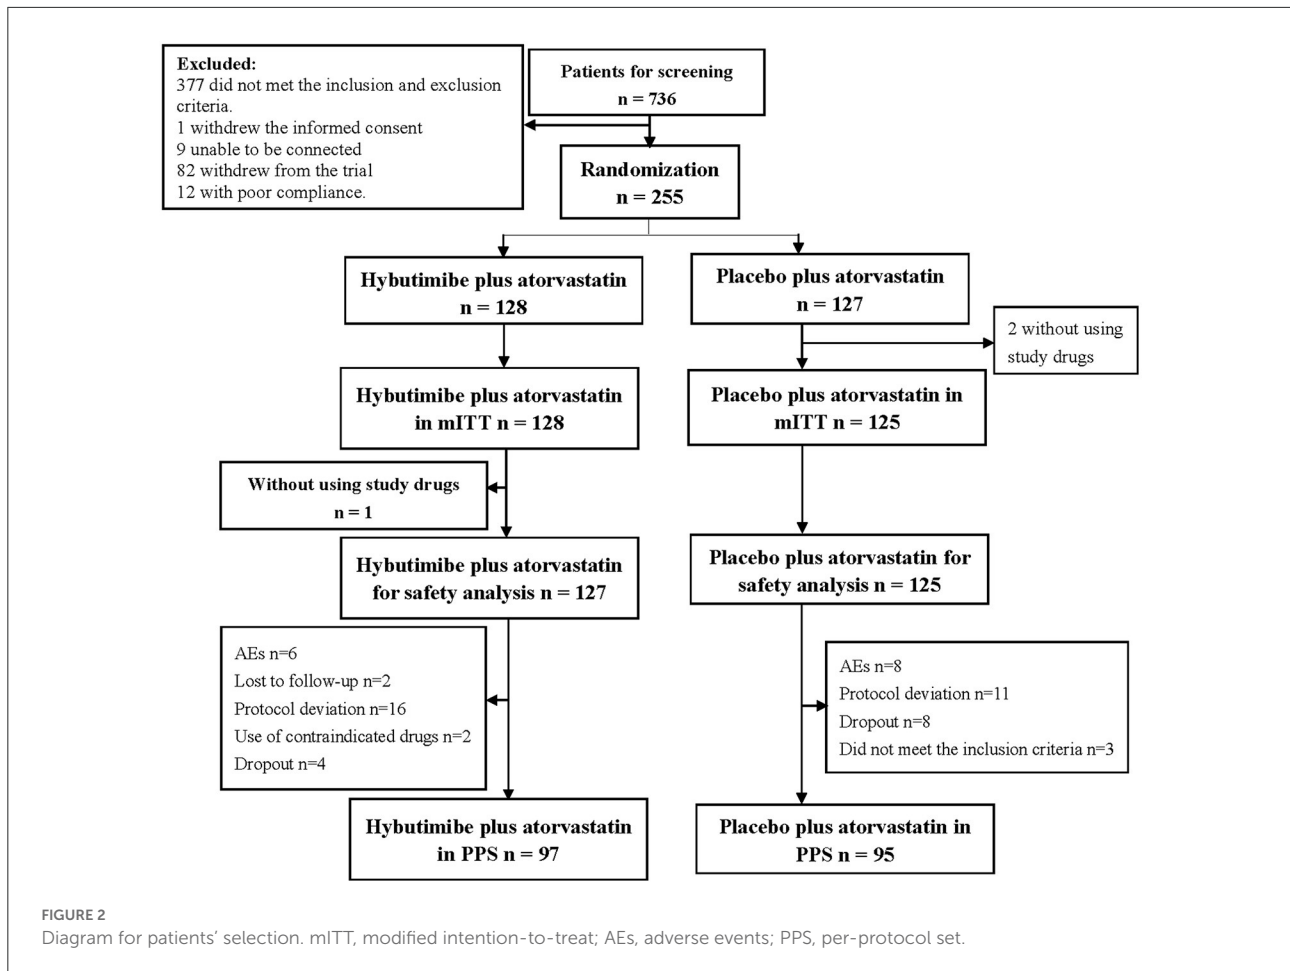 Excluded:
377 did not met the inclusion and exclusion
criteria.
1 withdrew the informed consent
9 unable to be connected
82 withdrew from the trial
12 with poor compliance.
Patients for screening
n = 736
Randomization
n = 255
Hybutimibe plus atorvastatin
n = 128
Placebo plus atorvastatin
n = 127
2 without using
study drugs
Hybutimibe plus atorvastatin
in mITT n = 128
Placebo plus atorvastatin in
mITT n = 125
Without using study drugs
n = 1
Hybutimibe plus atorvastatin
for safety analysis n = 127
Placebo plus atorvastatin for
safety analysis n = 125
AEs n=6
Lost to follow-up n=2
Protocol deviation n=16
Use of contraindicated drugs n=2
Dropout n=4
AEs n=8
Protocol deviation n=11
Dropout n=8
Did not meet the inclusion criteria n=3
Hybutimibe plus atorvastatin
in PPS n = 97
Placebo plus atorvastatin in
PPS n = 95
FIGURE 2
Diagram for patients' selection. mITT, modified intention-to-treat; AEs, adverse events; PPS, per-protocol set.